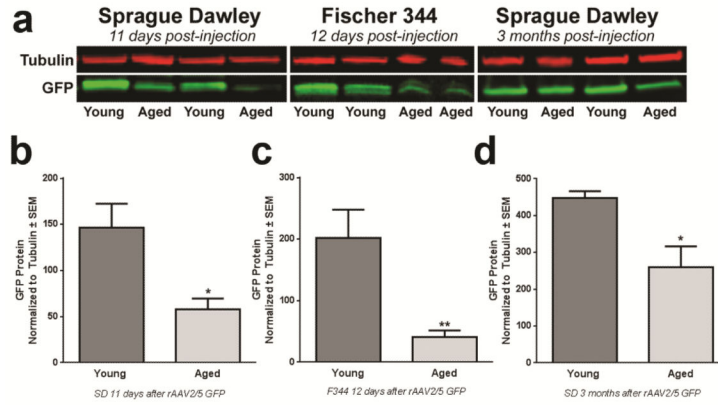 a
Sprague Dawley Fischer 344 Sprague Dawley
11 days post-injection 12 days post-injection 3 months post-injection
Tubulin
GFP
Young Aged Young Aged Young Young Aged Aged Young Aged Young Aged
b
GFP Protein
Normalized to Tubulin ± SEM
200
150
100
50
0
*
Young Aged
SD 11 days after rAAV2/5 GFP
c
GFP Protein
Normalized to Tubulin ± SEM
300
200
100
0
**
Young Aged
F344 12 days after rAAV2/5 GFP
d
GFP Protein
Normalized to Tubulin ± SEM
500
400
300
200
100
0
*
Young Aged
SD 3 months after rAAV2/5 GFP